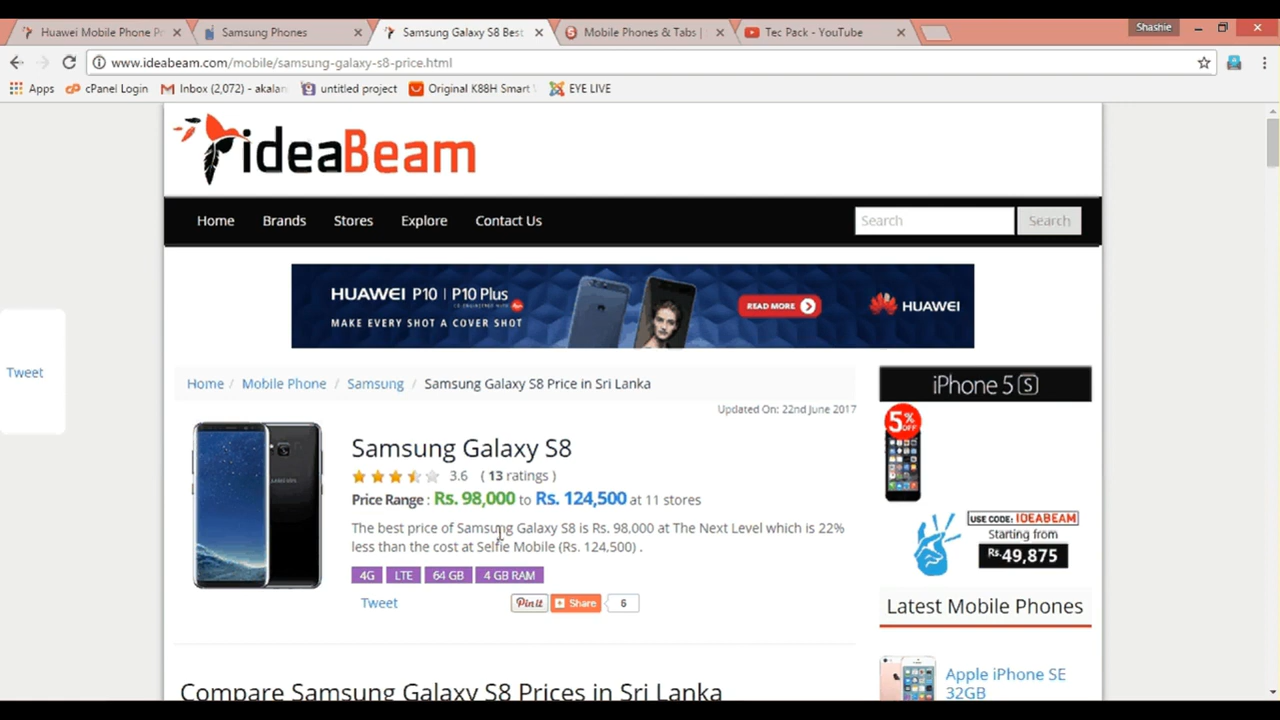 Huawei Mobile Phone P
Samsung Phones
Samsung Galaxy S8 Best
Mobile Phones & Tabs |
Tec Pack - YouTube
Shashie
www.ideabeam.com/mobile/samsung-galaxy-s8-price.html
Apps
cPanel Login
Inbox (2,072) - akalan
untitled project
Original K88H Smart
EYE LIVE
ideaBeam
Home Brands Stores Explore Contact Us
Search Search
HUAWEI P10 | P10 Plus
MAKE EVERY SHOT A COVER SHOT
READ MORE
HUAWEI
Tweet
Home / Mobile Phone / Samsung / Samsung Galaxy S8 Price in Sri Lanka
Updated On: 22nd June 2017
Samsung Galaxy S8
3.6 ( 13 ratings )
Price Range : Rs. 98,000 to Rs. 124,500 at 11 stores
The best price of Samsung Galaxy S8 is Rs. 98,000 at The Next Level which is 22%
less than the cost at Selfie Mobile (Rs. 124,500) .
4G LTE 64 GB 4 GB RAM
Tweet
Pin it
Share
6
Compare Samsung Galaxy S8 Prices in Sri Lanka
iPhone 5 S
5%
OFF
USE CODE: IDEABEAM
Starting from
Rs.49,875
Latest Mobile Phones
Apple iPhone SE
32GB